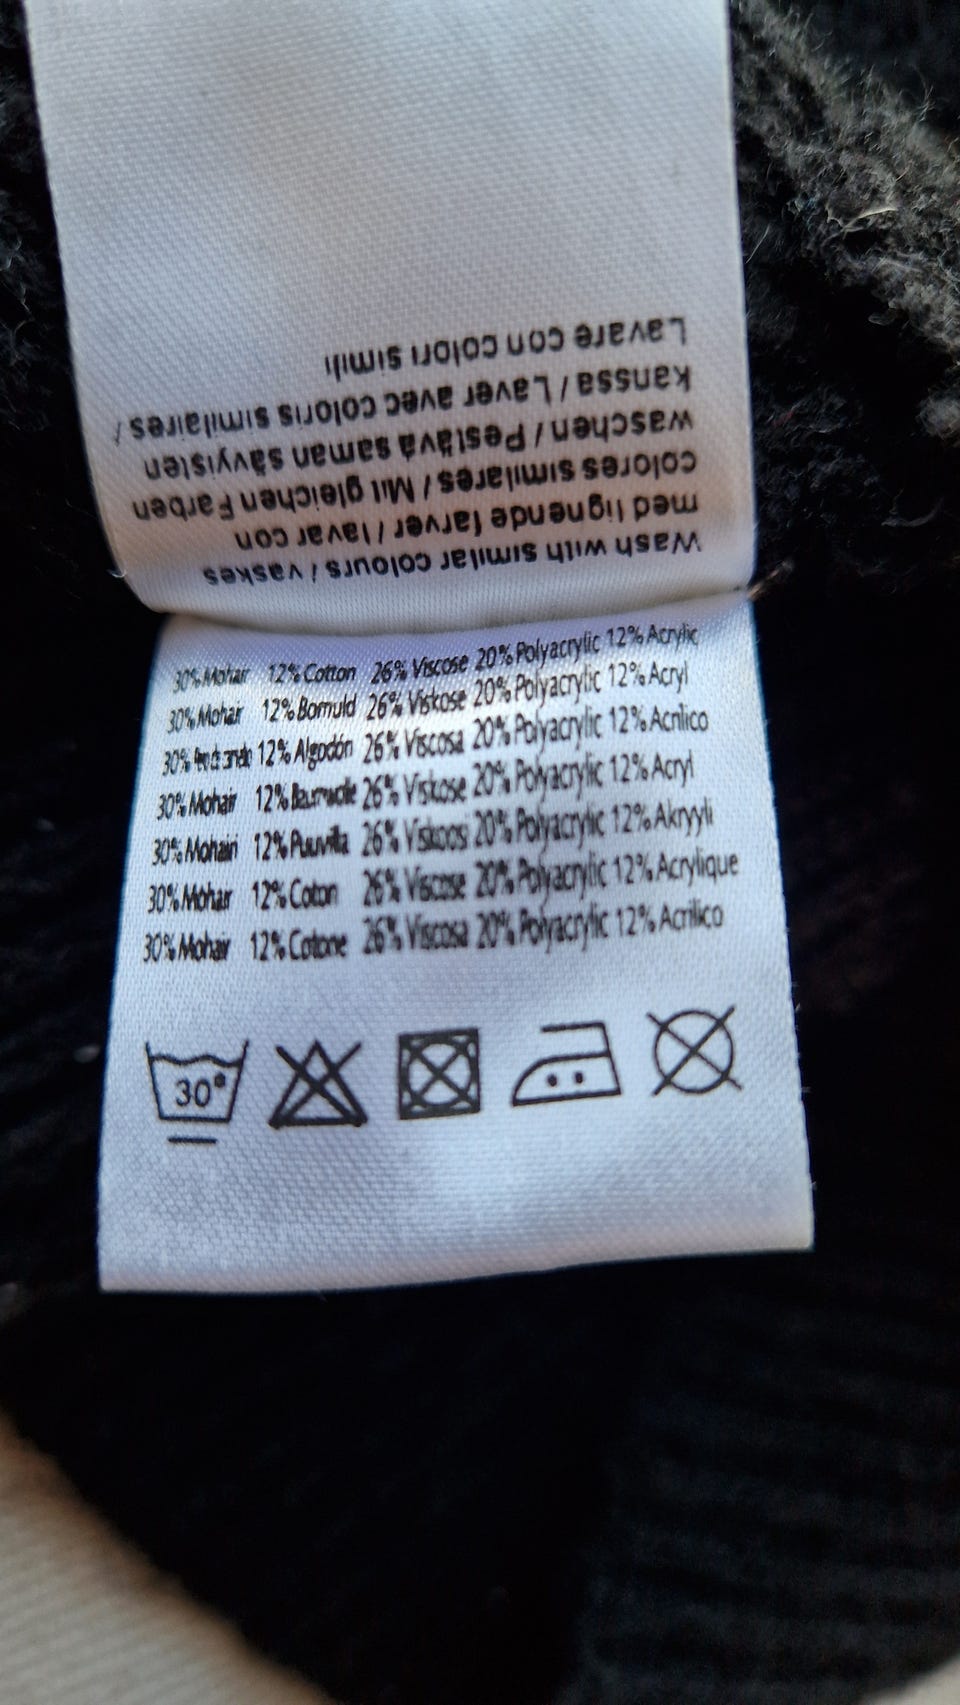 Wash with similar colours / vaskes
med lignende farver / lavar con
colores similares / Mit gleichen Farben
waschen / Pestävä saman sävyisten
kanssa / Laver avec coloris similaires /
Lavare con colori simili
30% Mohair 12% Cotton 26% Viscose 20% Polyacrylic 12% Acrylic
30% Mohair 12% Bomuld 26% Viskose 20% Polyacrylic 12% Acryl
30% 12% Algodón 26% Viscosa 20% Polyacrylic 12% Acrílico
30% Mohair 12% Baumwolle 26% Viskose 20% Polyacrylic 12% Acryl
30% Mohairi 12% Puuvilla 26% Viskoosi 20% Polyacrylic 12% Akryyli
30% Mohair 12% Coton 26% Viscose 20% Polyacrylic 12% Acrylique
30% Mohair 12% Cotone 26% Viscosa 20% Polyacrylic 12% Acrilico
30°